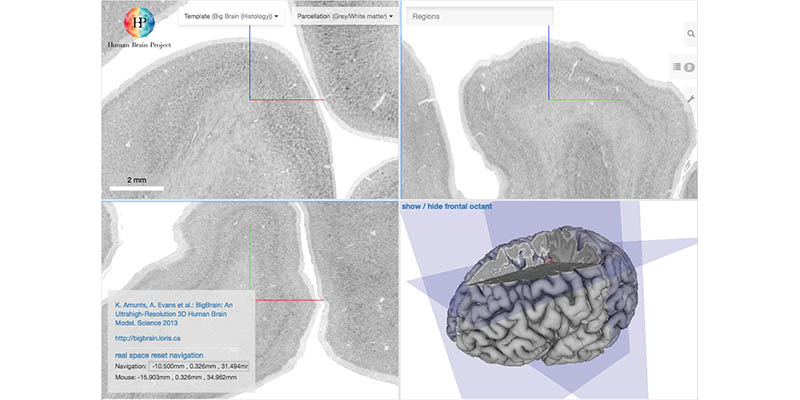 HP
Human Brain Project
Template (Big Brain (Histology))
Parcellation (Grey/White matter)
Regions
2
2 mm
show / hide frontal octant
K. Amunts, A. Evans et al.: BigBrain: An
Ultrahigh-Resolution 3D Human Brain
Model. Science 2013
http://bigbrain.loris.ca
real space reset navigation
Navigation: -10.500mm , 0.326mm , 31.494mr
Mouse: -15.903mm , 0.326mm , 34.962mm